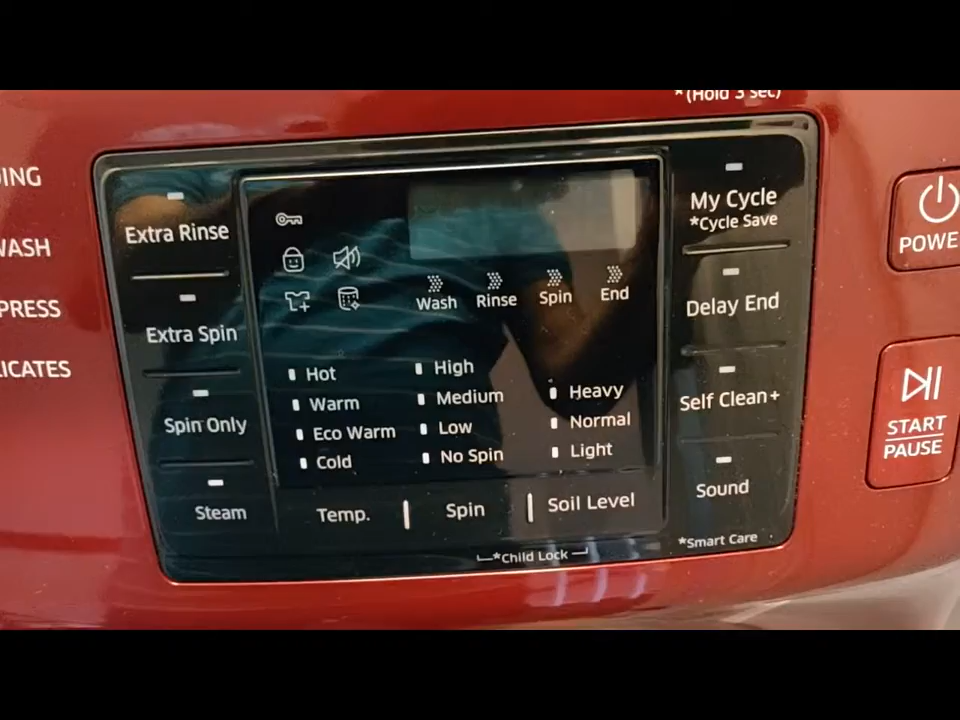 *(Hold 3 sec)
Extra Rinse
Extra Spin
Spin Only
Steam
Wash
Rinse
Spin
End
Hot
Warm
Eco Warm
Cold
High
Medium
Low
No Spin
Heavy
Normal
Light
Temp.
Spin
Soil Level
*Child Lock
My Cycle
*Cycle Save
Delay End
Self Clean+
Sound
*Smart Care
POWE
START
PAUSE
WASH
PRESS